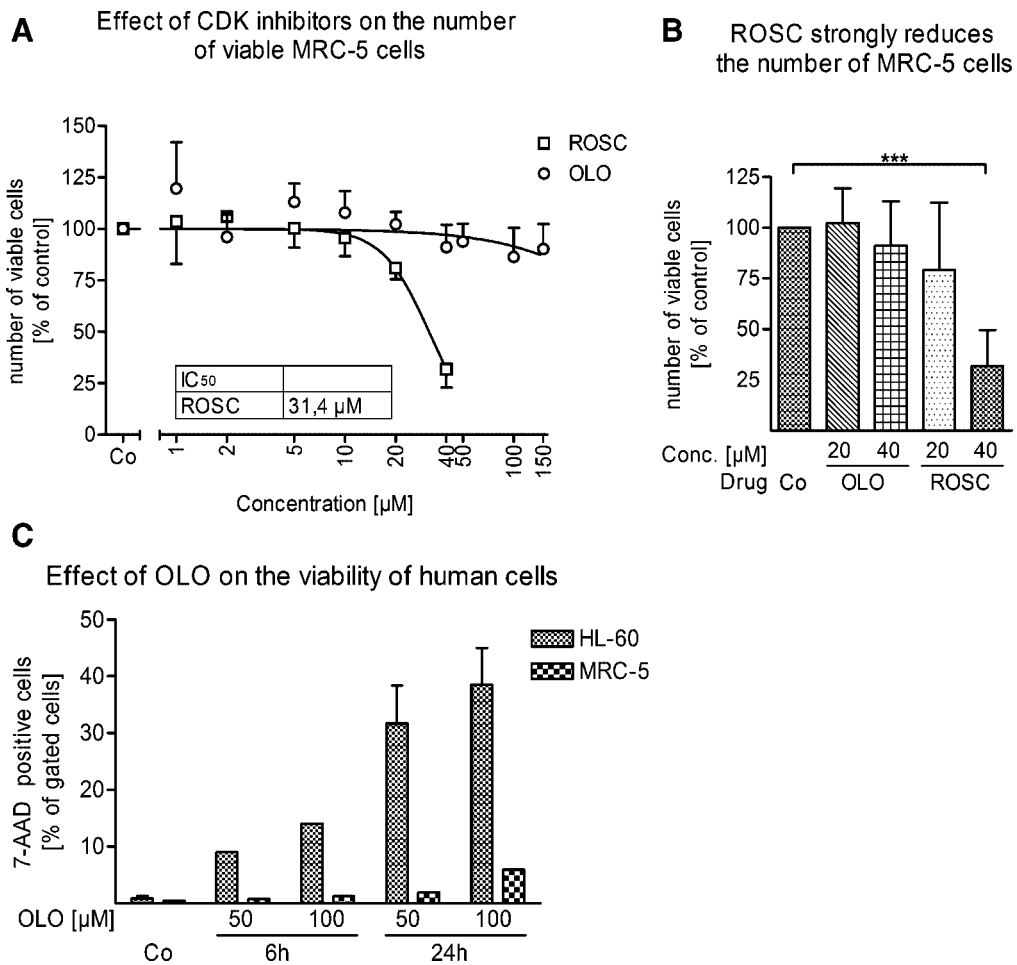 A
Effect of CDK inhibitors on the number
of viable MRC-5 cells
number of viable cells
[% of control]
150
125
100
75
50
25
0
ROSC
OLO
IC50
ROSC 31,4 µM
Co 1 2 5 10 20 40 50 100 150
Concentration [µM]
B
ROSC strongly reduces
the number of MRC-5 cells
number of viable cells
[% of control]
***
125
100
75
50
25
Conc. [µM] 20 40 20 40
Drug Co OLO ROSC
C
Effect of OLO on the viability of human cells
7-AAD positive cells
[% of gated cells]
50
40
30
20
10
HL-60
MRC-5
OLO [µM] 50 100 50 100
Co 6h 24h